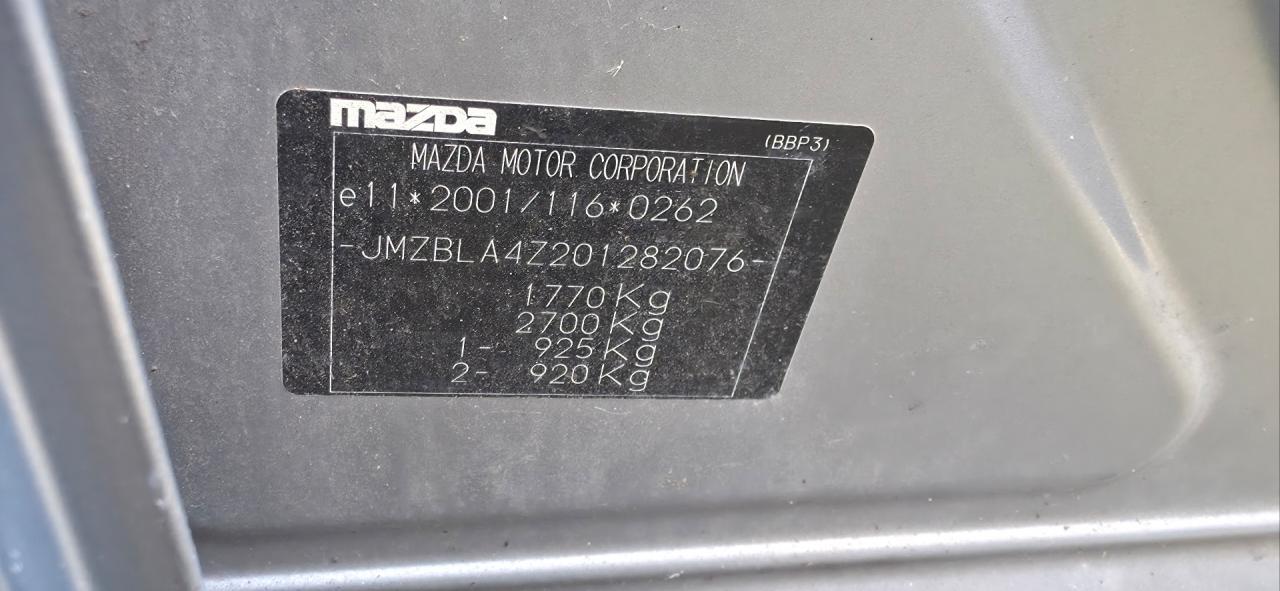 mazda
(BBP3)
MAZDA MOTOR CORPORATION
e11*2001/116*0262
-JMZBLA4Z201282076-
1770Kg
2700Kg
1- 925Kg
2- 920Kg